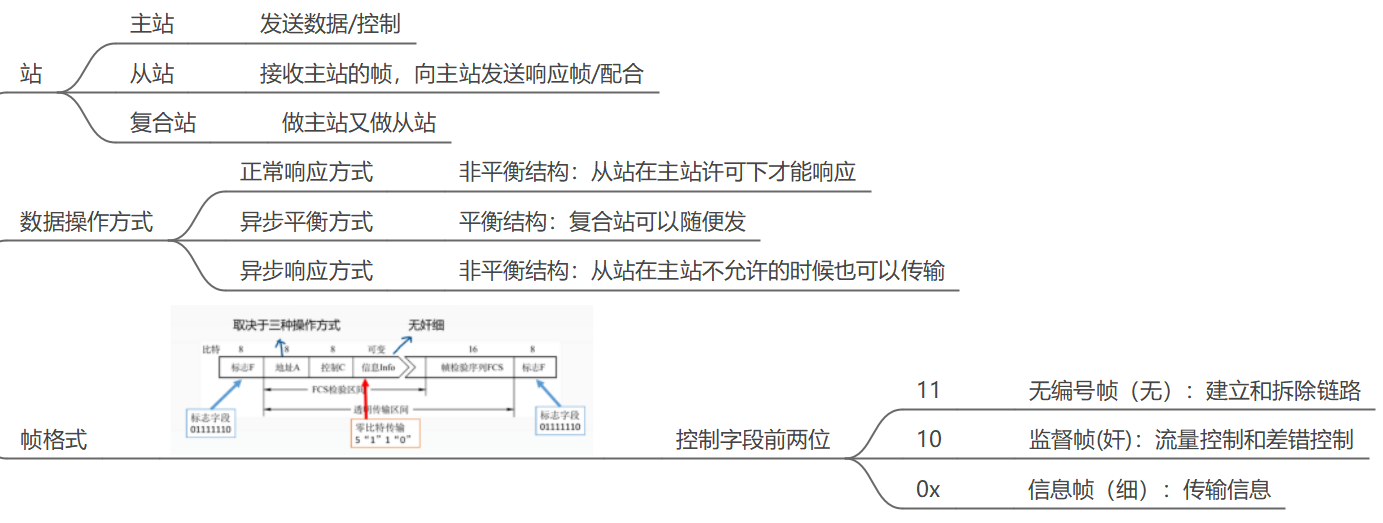 主站 发送数据/控制
站 从站 接收主站的帧，向主站发送响应帧/配合
复合站 做主站又做从站
正常响应方式 非平衡结构：从站在主站许可下才能响应
数据操作方式 异步平衡方式 平衡结构：复合站可以随便发
异步响应方式 非平衡结构：从站在主站不允许的时候也可以传输
取决于三种操作方式 无奸细
比特 8 8 8 可变 16 8
标志F 地址A 控制C 信息Info 帧检验序列FCS 标志F
FCS检验区间
透明传输区间
标志字段
01111110
零比特传输
5 “1” 1 “0”
标志字段
01111110
帧格式 控制字段前两位
11 无编号帧（无）：建立和拆除链路
10 监督帧(奸)：流量控制和差错控制
0x 信息帧（细）：传输信息